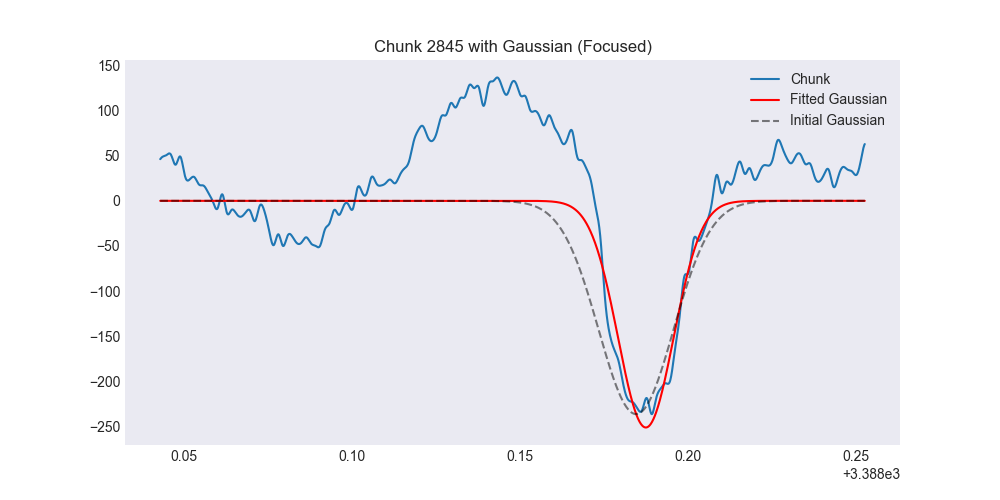 Chunk 2845 with Gaussian (Focused)
Chunk
Fitted Gaussian
Initial Gaussian
150
100
50
0
−50
−100
−150
−200
−250
0.05 0.10 0.15 0.20 0.25
+3.388e3